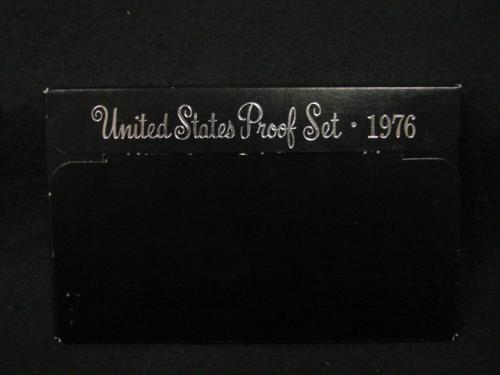 United States Proof Set · 1976